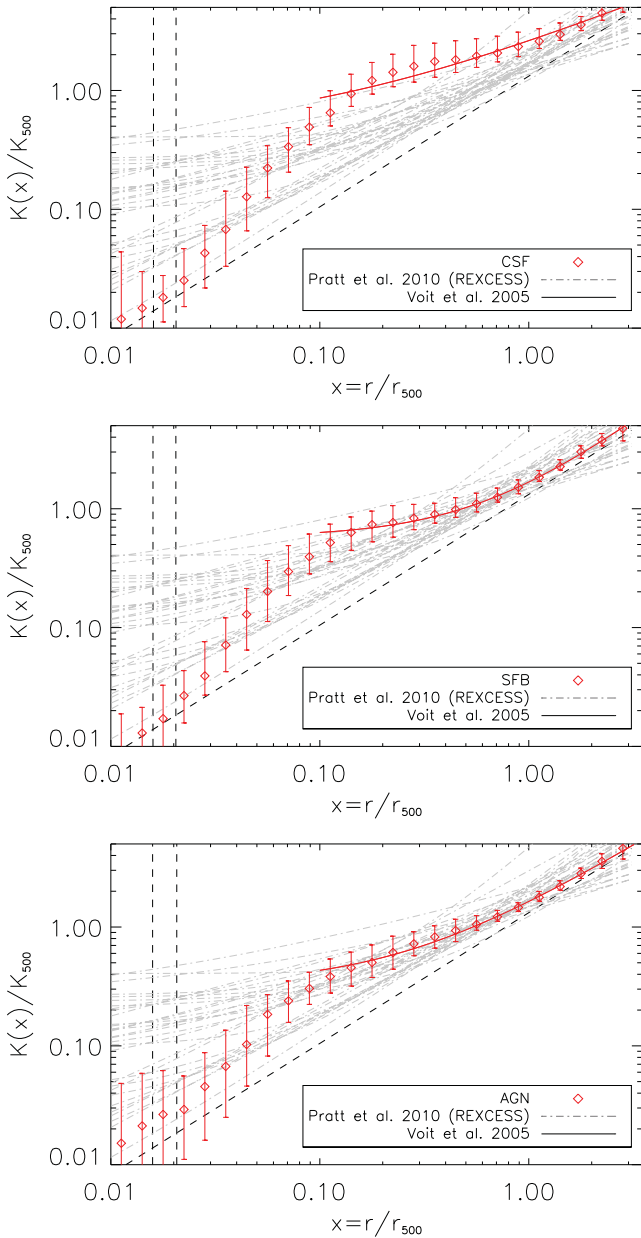 1.00
0.10
0.01
K(x)/K500
CSF
Pratt et al. 2010 (REXCESS)
Voit et al. 2005
0.01
0.10
1.00
x=r/r500
1.00
0.10
0.01
K(x)/K500
SFB
Pratt et al. 2010 (REXCESS)
Voit et al. 2005
0.01
0.10
1.00
x=r/r500
1.00
0.10
0.01
K(x)/K500
AGN
Pratt et al. 2010 (REXCESS)
Voit et al. 2005
0.01
0.10
1.00
x=r/r500